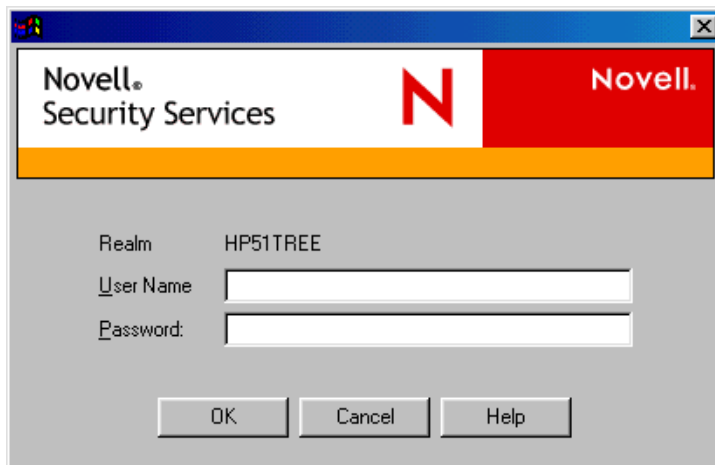 Novell®
Security Services
N
Novell.
Realm HP51TREE
User Name
Password:
OK Cancel Help